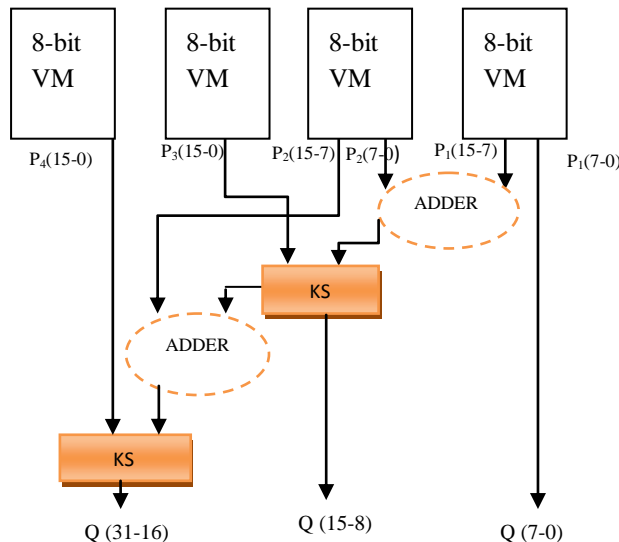 8-bit
VM
8-bit
VM
8-bit
VM
8-bit
VM
P4(15-0)
P3(15-0)
P2(15-7)
P2(7-0)
P1(15-7)
P1(7-0)
ADDER
KS
ADDER
KS
Q (31-16)
Q (15-8)
Q (7-0)